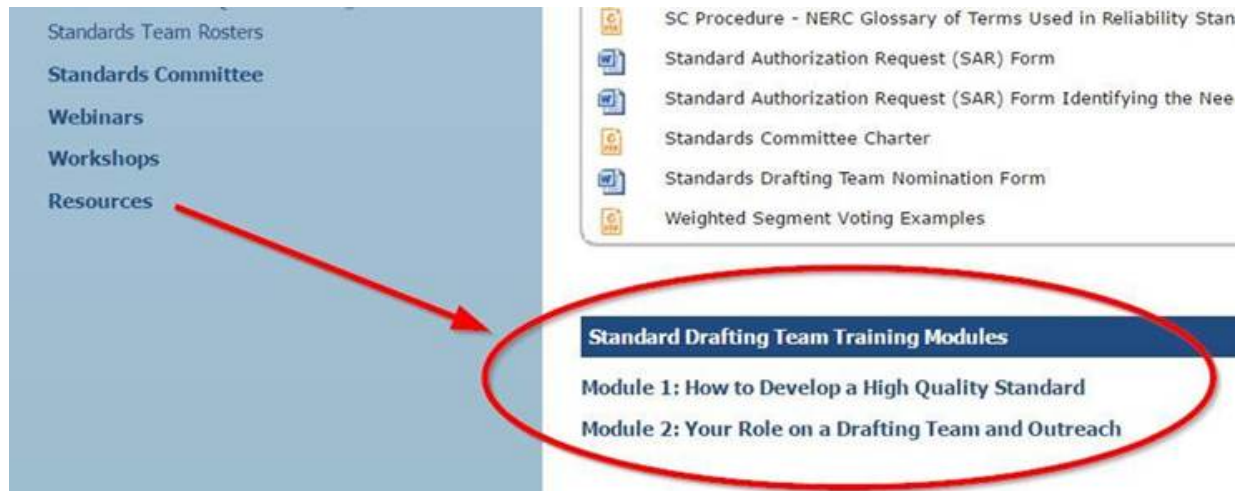 Standards Team Rosters
Standards Committee
Webinars
Workshops
Resources
SC Procedure - NERC Glossary of Terms Used in Reliability
Standard Authorization Request (SAR) Form
Standard Authorization Request (SAR) Form Identifying the
Standards Committee Charter
Standards Drafting Team Nomination Form
Weighted Segment Voting Examples
Standard Drafting Team Training Modules
Module 1: How to Develop a High Quality Standard
Module 2: Your Role on a Drafting Team and Outreach